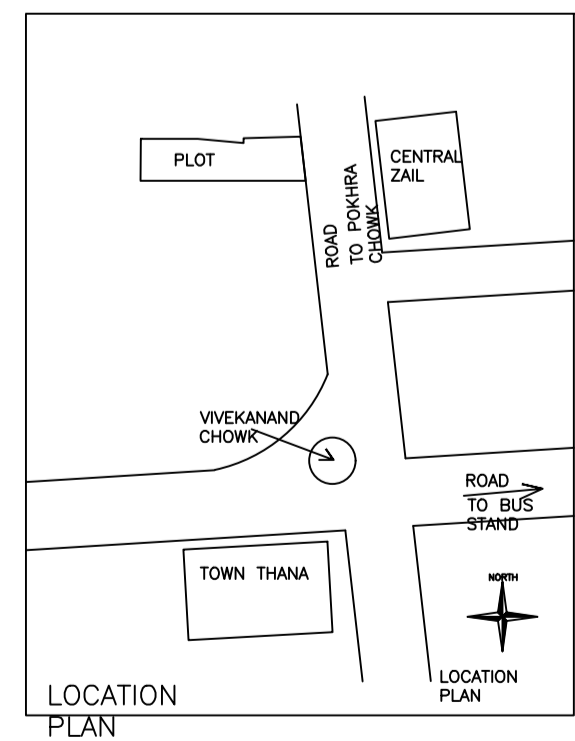 PLOT
CENTRAL
ZAIL
ROAD
TO POKHRA
CHOWK
VIVEKANAND
CHOWK
ROAD
TO BUS
STAND
TOWN THANA
NORTH
LOCATION
PLAN
LOCATION
PLAN